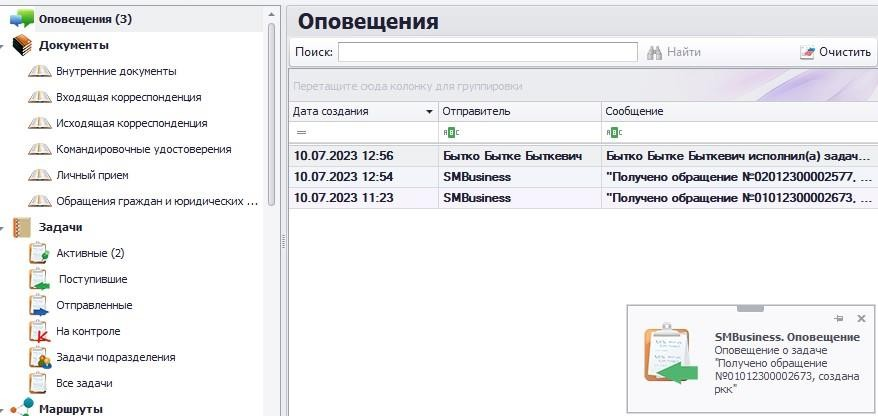 Оповещения (3)
Документы
Внутренние документы
Входящая корреспонденция
Исходящая корреспонденция
Командировочные удостоверения
Личный прием
Обращения граждан и юридических ...
Задачи
Активные (2)
Поступившие
Отправленные
На контроле
Задачи подразделения
Все задачи
Маршруты
Оповещения
Поиск: Найти Очистить
Перетащите сюда колонку для группировки
Дата создания Отправитель Сообщение
= ABC ABC
10.07.2023 12:56 Бытко Бытке Быткевич Бытко Бытке Быткевич исполнил(а) задач...
10.07.2023 12:54 SMBusiness "Получено обращение №02012300002577, ...
10.07.2023 11:23 SMBusiness "Получено обращение №01012300002673, ...
SMBusiness. Оповещение
Оповещение о задаче
"Получено обращение
№01012300002673, создана
ркк"